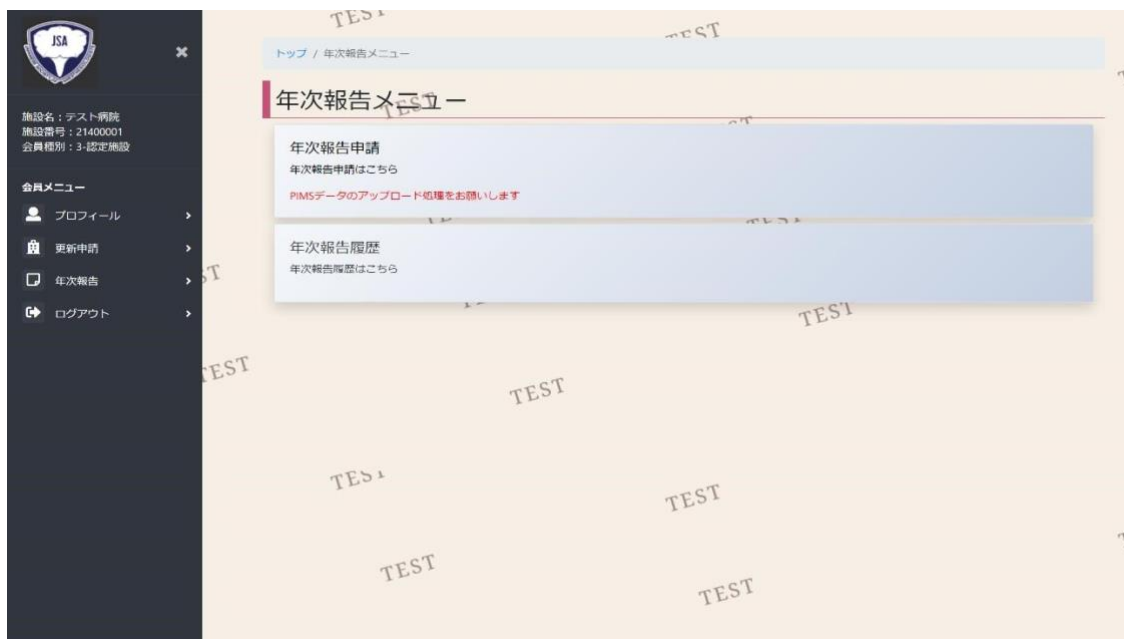 JSA
施設名：テスト病院
施設番号：21400001
会員種別：3-認定施設
会員メニュー
プロフィール
更新申請
年次報告
ログアウト
トップ / 年次報告メニュー
年次報告メニュー
年次報告申請
年次報告申請はこちら
PIMSデータのアップロード処理をお願いします
年次報告履歴
年次報告履歴はこちら
TEST
TEST
TEST
TEST
TEST
TEST
TEST
TEST
TEST
TEST